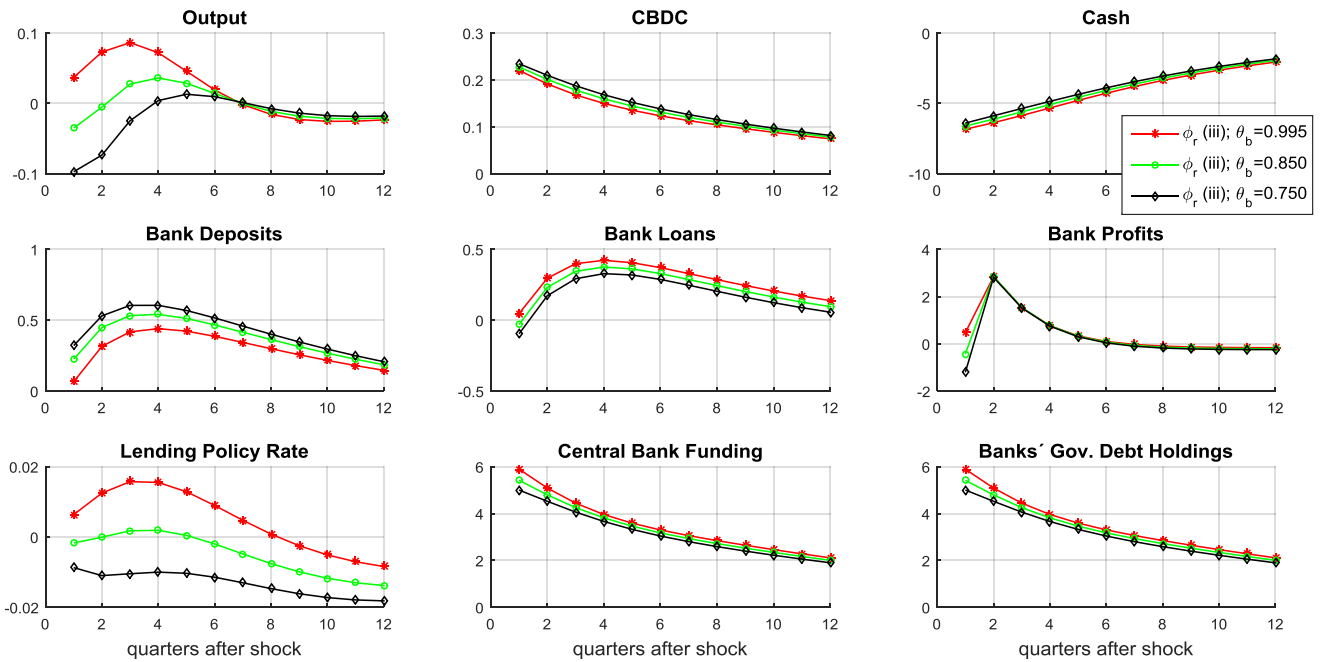 Output
0.1
0
-0.1
0 2 4 6 8 10 12
CBDC
0.3
0.2
0.1
0
0 2 4 6 8 10 12
Cash
0
-5
-10
0 2 4 6 8 10 12
ϕr (iii); θb=0.995
ϕr (iii); θb=0.850
ϕr (iii); θb=0.750
Bank Deposits
1
0.5
0
0 2 4 6 8 10 12
Bank Loans
0.5
0
-0.5
0 2 4 6 8 10 12
Bank Profits
4
2
0
-2
0 2 4 6 8 10 12
Lending Policy Rate
0.02
0
-0.02
0 2 4 6 8 10 12
quarters after shock
Central Bank Funding
6
4
2
0
0 2 4 6 8 10 12
quarters after shock
Banks´ Gov. Debt Holdings
6
4
2
0
0 2 4 6 8 10 12
quarters after shock